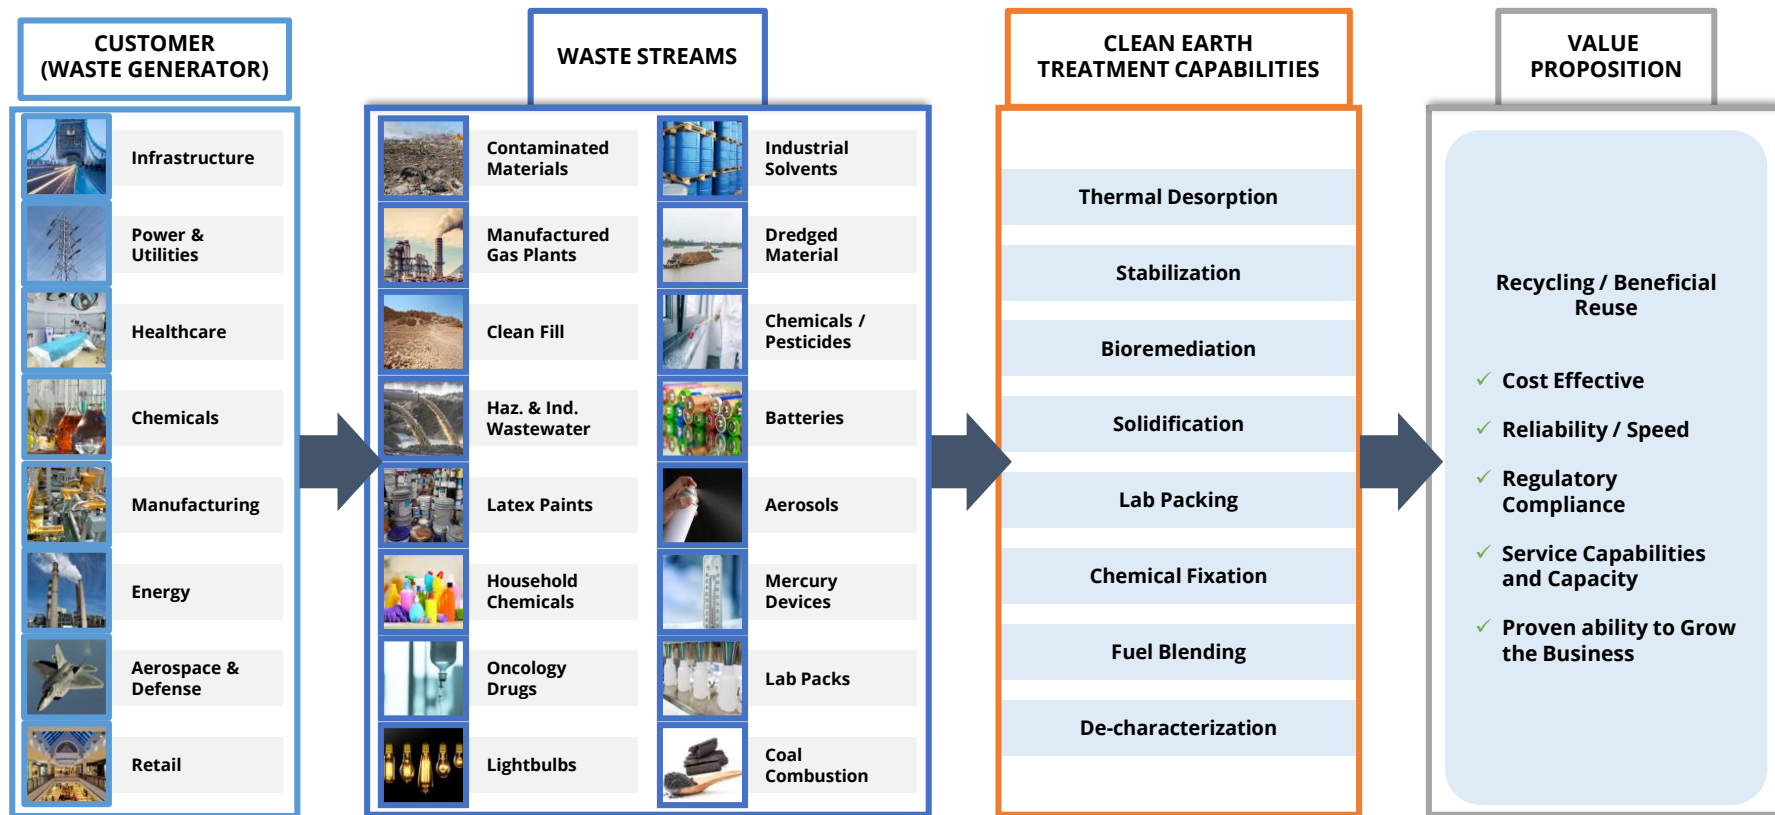 CUSTOMER
(WASTE GENERATOR)
Infrastructure
Power &
Utilities
Healthcare
Chemicals
Manufacturing
Energy
Aerospace &
Defense
Retail
WASTE STREAMS
Contaminated
Materials
Manufactured
Gas Plants
Clean Fill
Haz. & Ind.
Wastewater
Latex Paints
Household
Chemicals
Oncology
Drugs
Lightbulbs
Industrial
Solvents
Dredged
Material
Chemicals /
Pesticides
Batteries
Aerosols
Mercury
Devices
Lab Packs
Coal
Combustion
CLEAN EARTH
TREATMENT CAPABILITIES
Thermal Desorption
Stabilization
Bioremediation
Solidification
Lab Packing
Chemical Fixation
Fuel Blending
De-characterization
VALUE
PROPOSITION
Recycling / Beneficial
Reuse
✓ Cost Effective
✓ Reliability / Speed
✓ Regulatory
Compliance
✓ Service Capabilities
and Capacity
✓ Proven ability to Grow
the Business